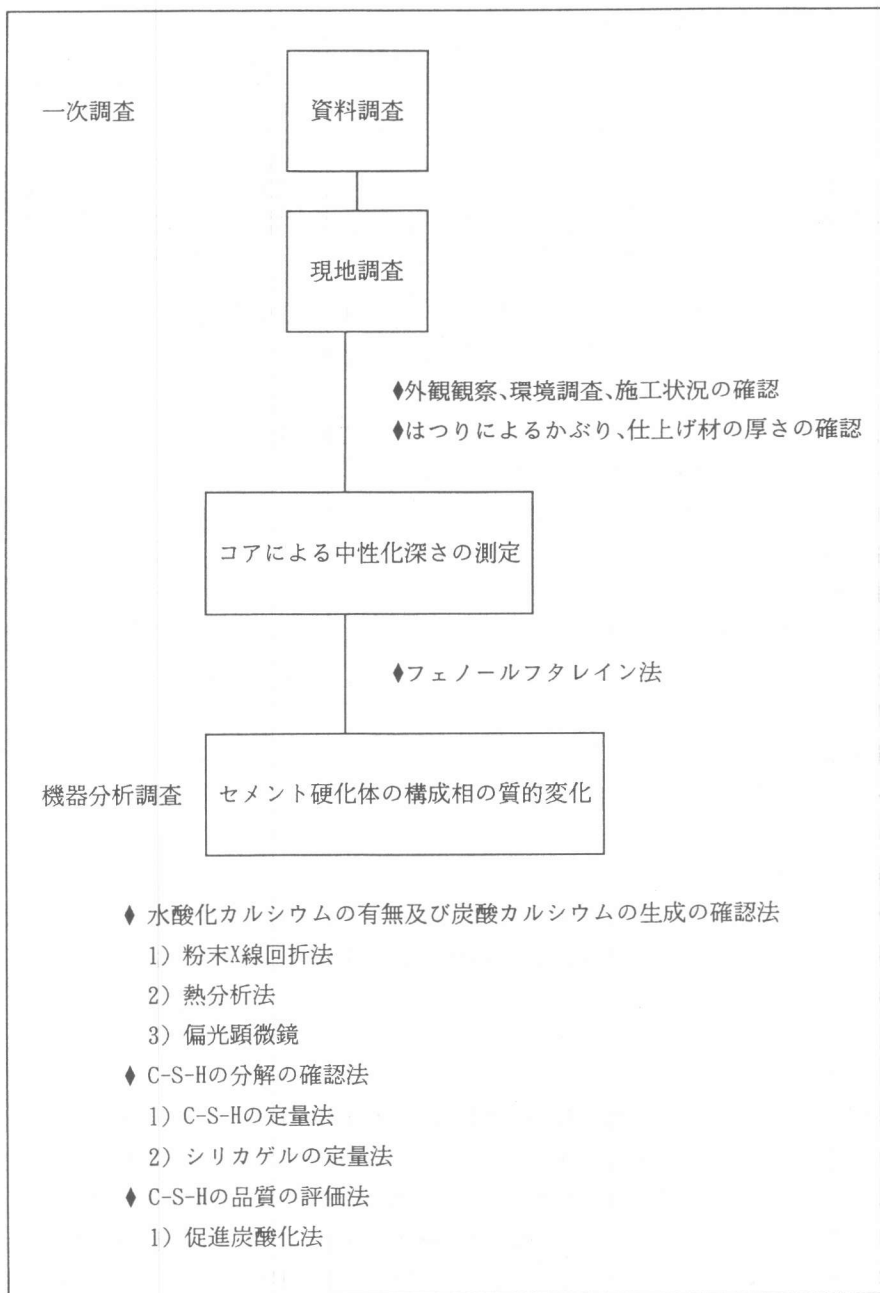 一次調査
資料調査
現地調査
♦外観観察、環境調査、施工状況の確認
♦はつりによるかぶり、仕上げ材の厚さの確認
コアによる中性化深さの測定
♦フェノールフタレイン法
機器分析調査
セメント硬化体の構成相の質的変化
♦ 水酸化カルシウムの有無及び炭酸カルシウムの生成の確認法
1) 粉末X線回折法
2) 熱分析法
3) 偏光顕微鏡
♦ C-S-Hの分解の確認法
1) C-S-Hの定量法
2) シリカゲルの定量法
♦ C-S-Hの品質の評価法
1) 促進炭酸化法